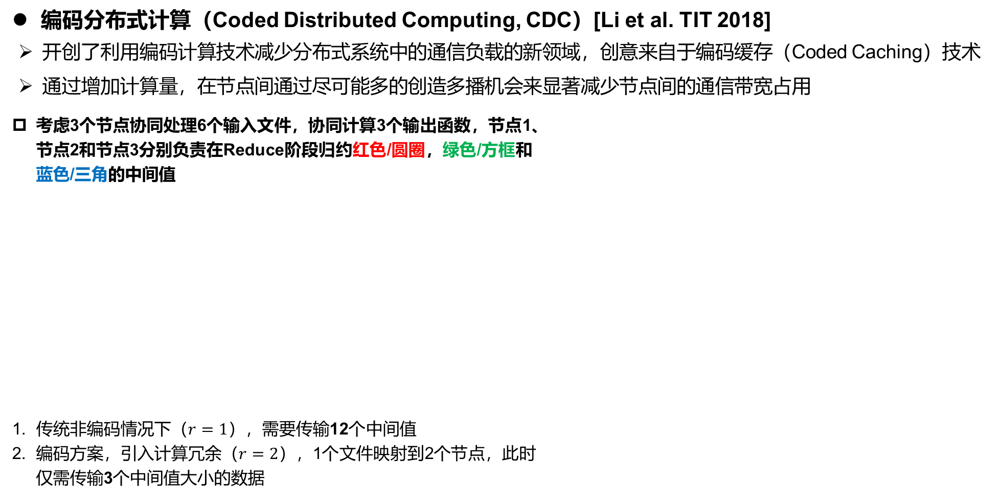 ● 编码分布式计算（Coded Distributed Computing, CDC）[Li et al. TIT 2018]
➢ 开创了利用编码计算技术减少分布式系统中的通信负载的新领域，创意来自于编码缓存（Coded Caching）技术
➢ 通过增加计算量，在节点间通过尽可能多的创造多播机会来显著减少节点间的通信带宽占用
考虑3个节点协同处理6个输入文件，协同计算3个输出函数，节点1、
节点2和节点3分别负责在Reduce阶段归约红色/圆圈，绿色/方框和
蓝色/三角的中间值
1. 传统非编码情况下（r = 1），需要传输12个中间值
2. 编码方案，引入计算冗余（r = 2），1个文件映射到2个节点，此时
仅需传输3个中间值大小的数据